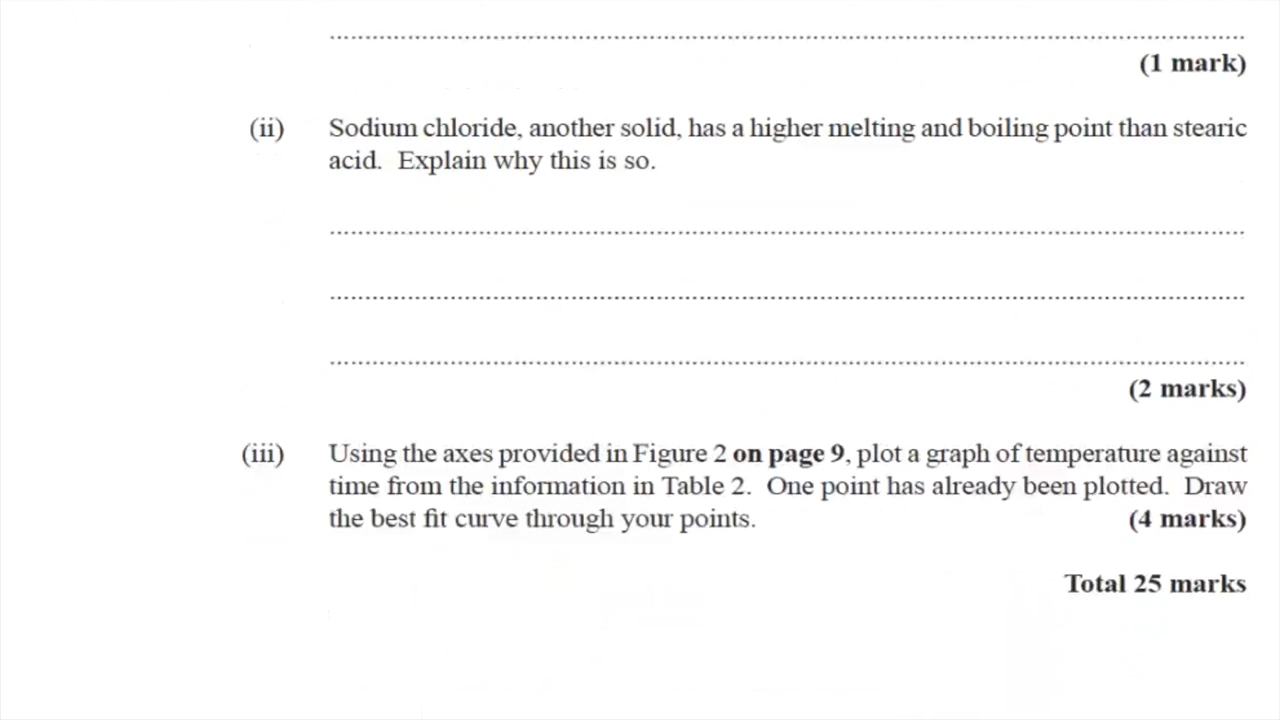 (1 mark)
(ii) Sodium chloride, another solid, has a higher melting and boiling point than stearic
acid. Explain why this is so.
(2 marks)
(iii) Using the axes provided in Figure 2 on page 9, plot a graph of temperature against
time from the information in Table 2. One point has already been plotted. Draw
the best fit curve through your points. (4 marks)
Total 25 marks